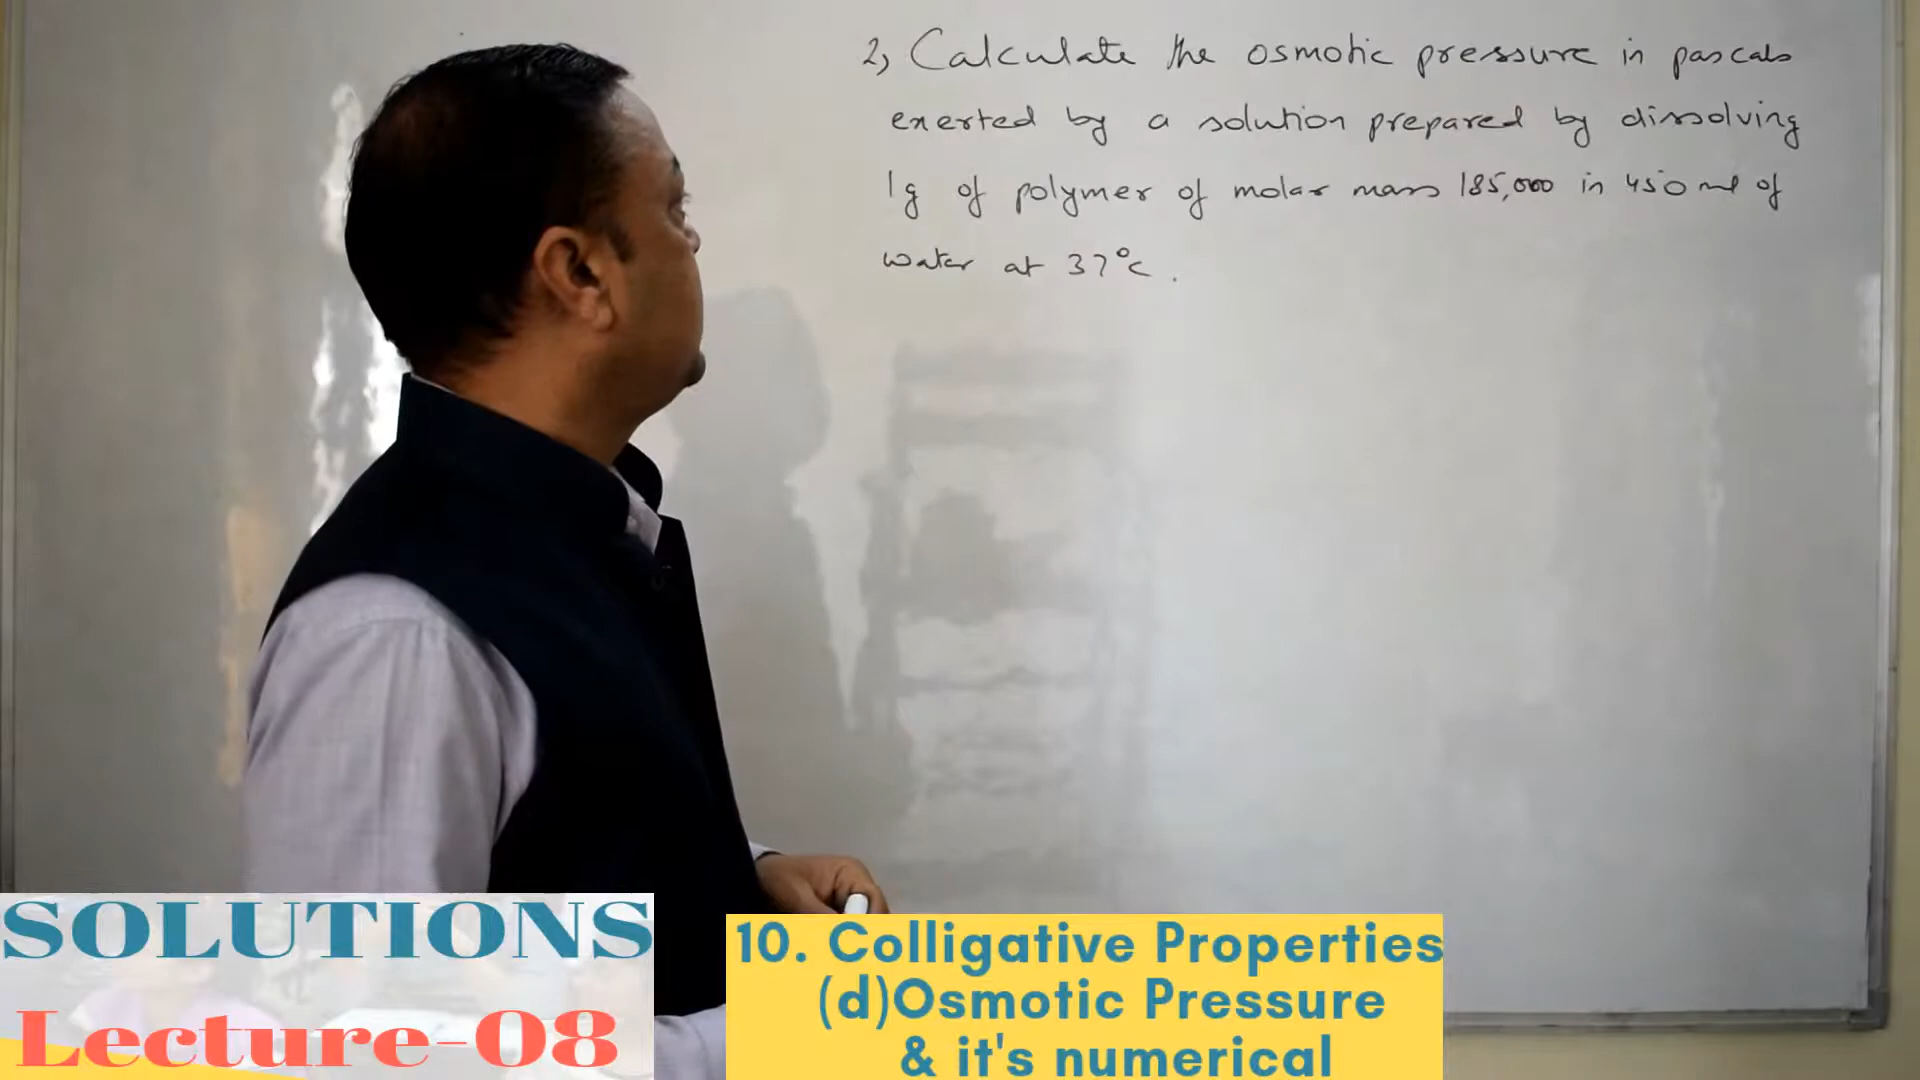 2, Calculate the osmotic pressure in pascals
exerted by a solution prepared by dissolving
1g of polymer of molar mass 185,000 in 450 ml of
water at 37°c.
SOLUTIONS
Lecture-08
10. Colligative Properties
(d)Osmotic Pressure
& it's numerical